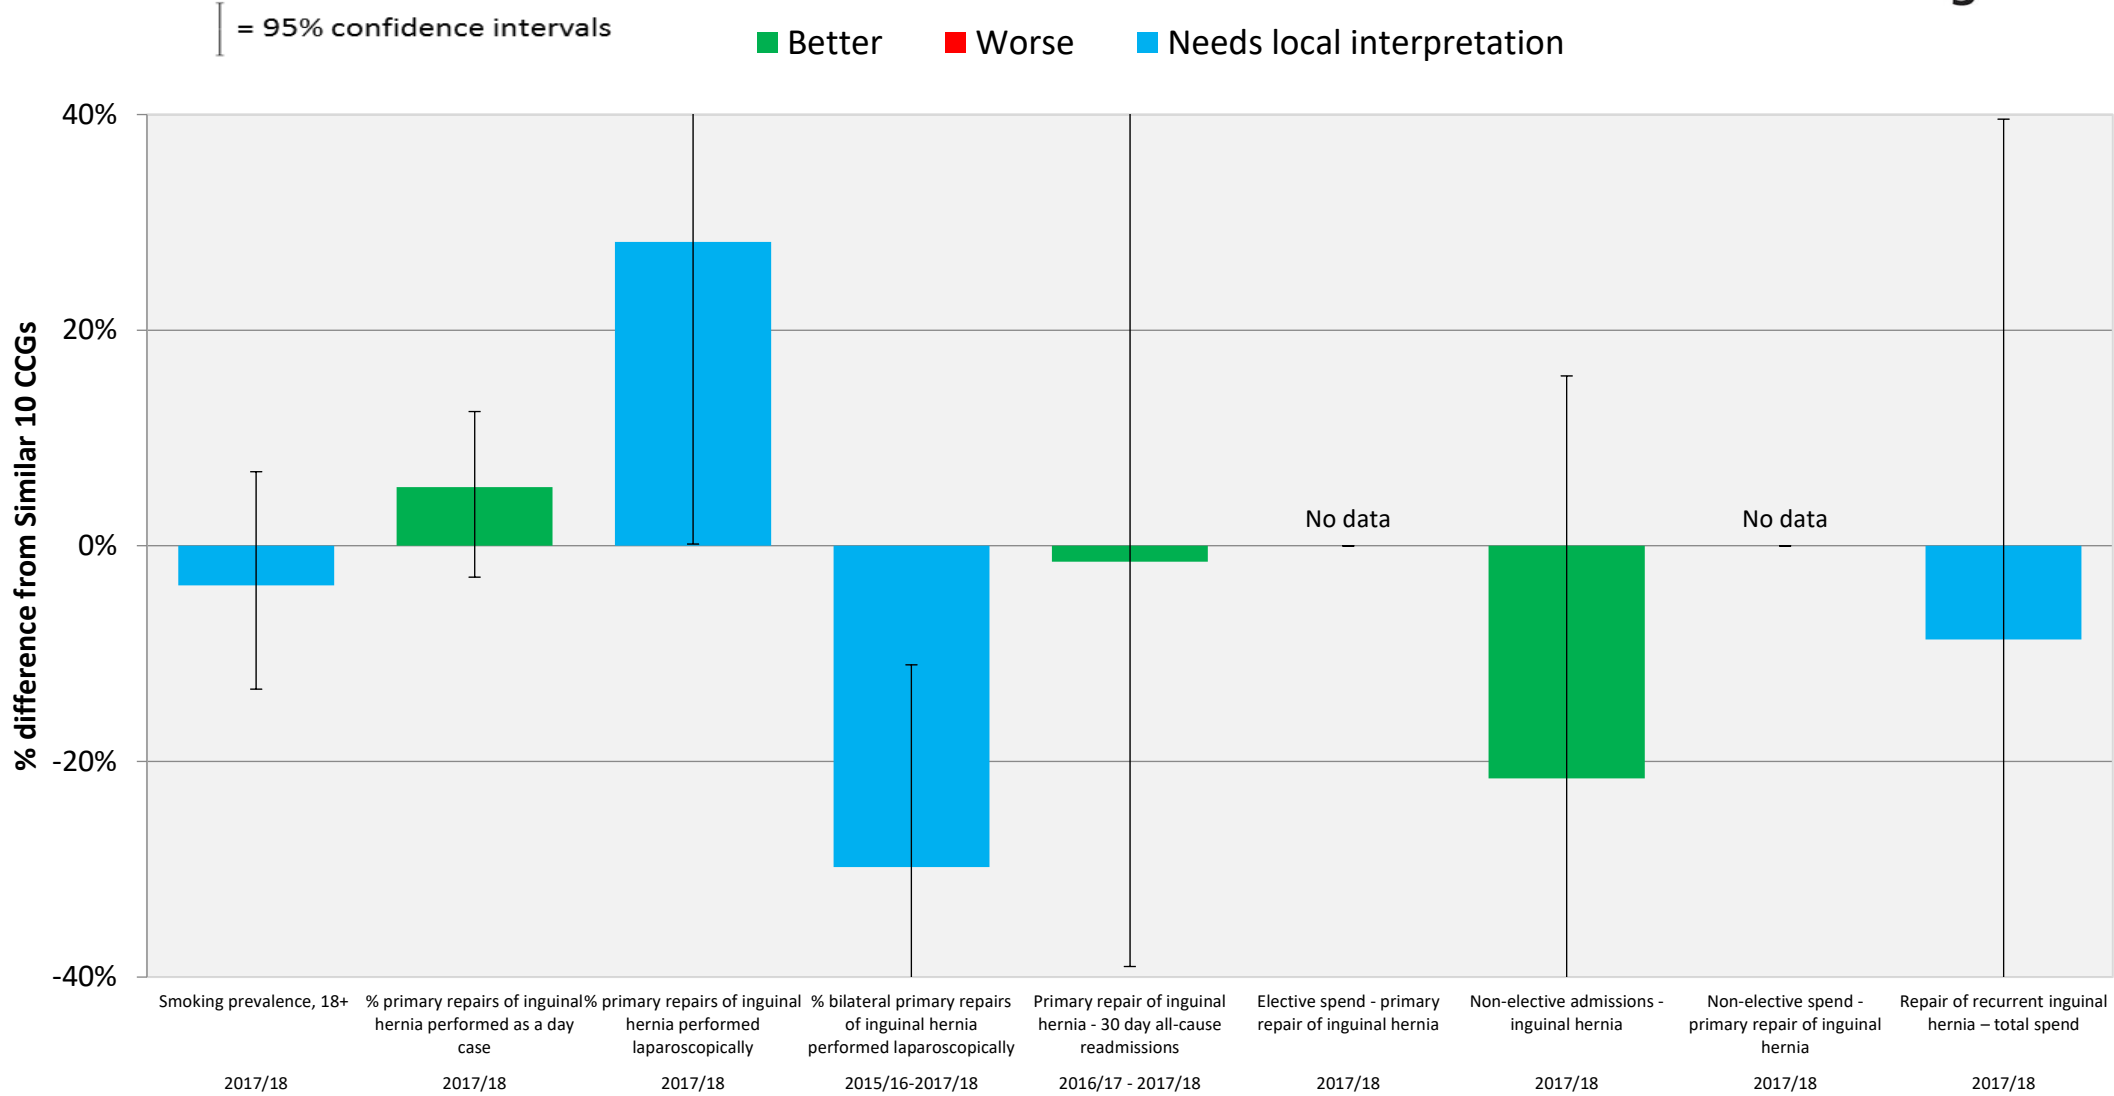 = 95% confidence intervals
Better
Worse
Needs local interpretation
% difference from Similar 10 CCGs
40%
20%
0%
-20%
-40%
No data
No data
Smoking prevalence, 18+
2017/18
% primary repairs of inguinal
hernia performed as a day
case
2017/18
% primary repairs of inguinal
hernia performed
laparoscopically
2017/18
% bilateral primary repairs
of inguinal hernia
performed laparoscopically
2015/16-2017/18
Primary repair of inguinal
hernia - 30 day all-cause
readmissions
2016/17 - 2017/18
Elective spend - primary
repair of inguinal hernia
2017/18
Non-elective admissions -
inguinal hernia
2017/18
Non-elective spend -
primary repair of inguinal
hernia
2017/18
Repair of recurrent inguinal
hernia – total spend
2017/18